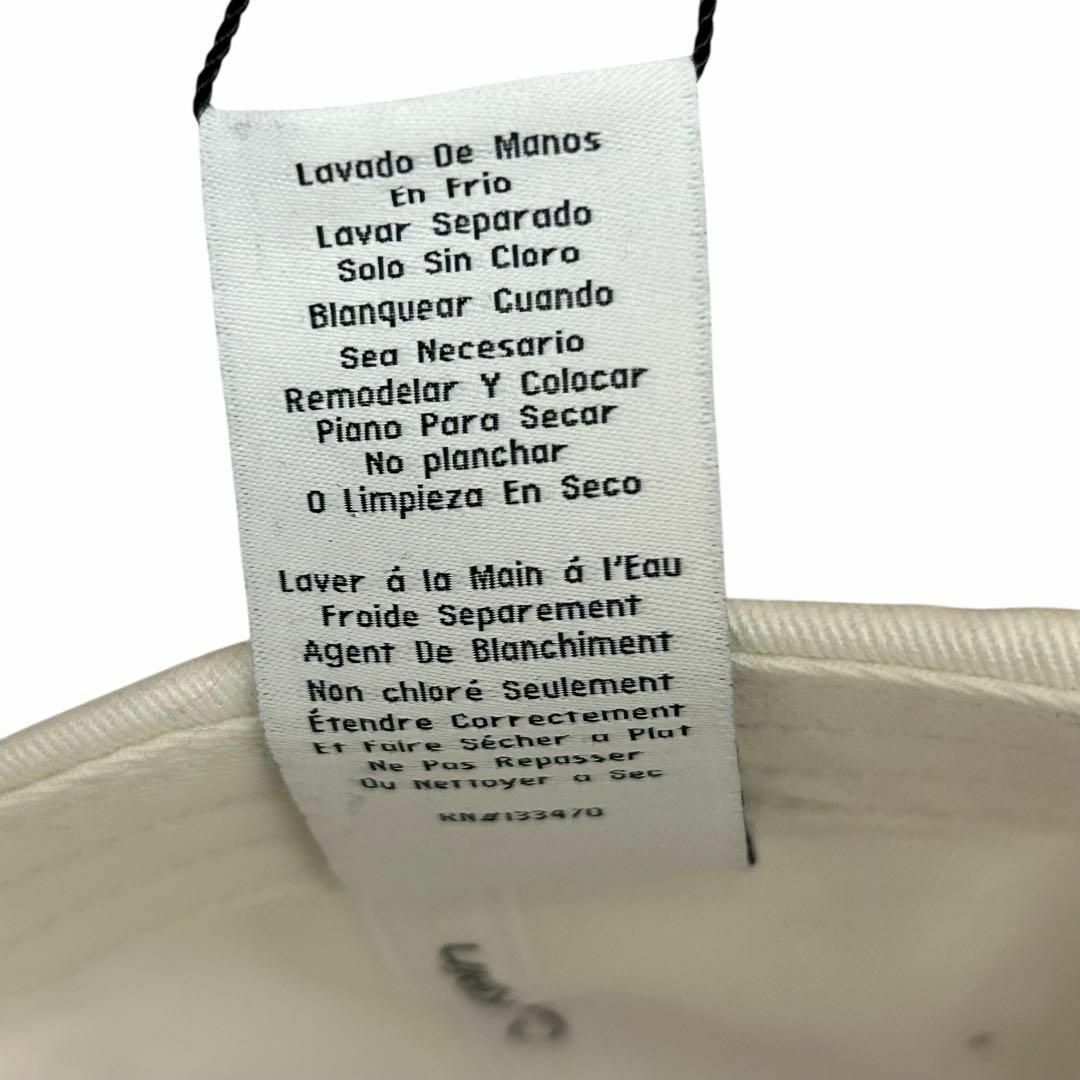 Lavado De Manos
En Frio
Lavar Separado
Solo Sin Cloro
Blanquear Cuando
Sea Necesario
Remodelar Y Colocar
Piano Para Secar
No planchar
O Limpieza En Seco
Laver á la Main á l'Eau
Froide Separement
Agent De Blanchiment
Non chloré Seulement
Étendre Correctement
Et Faire Sécher a Plat
Ne Pas Repasser
Ou Nettoyer a Sec
RN#133470